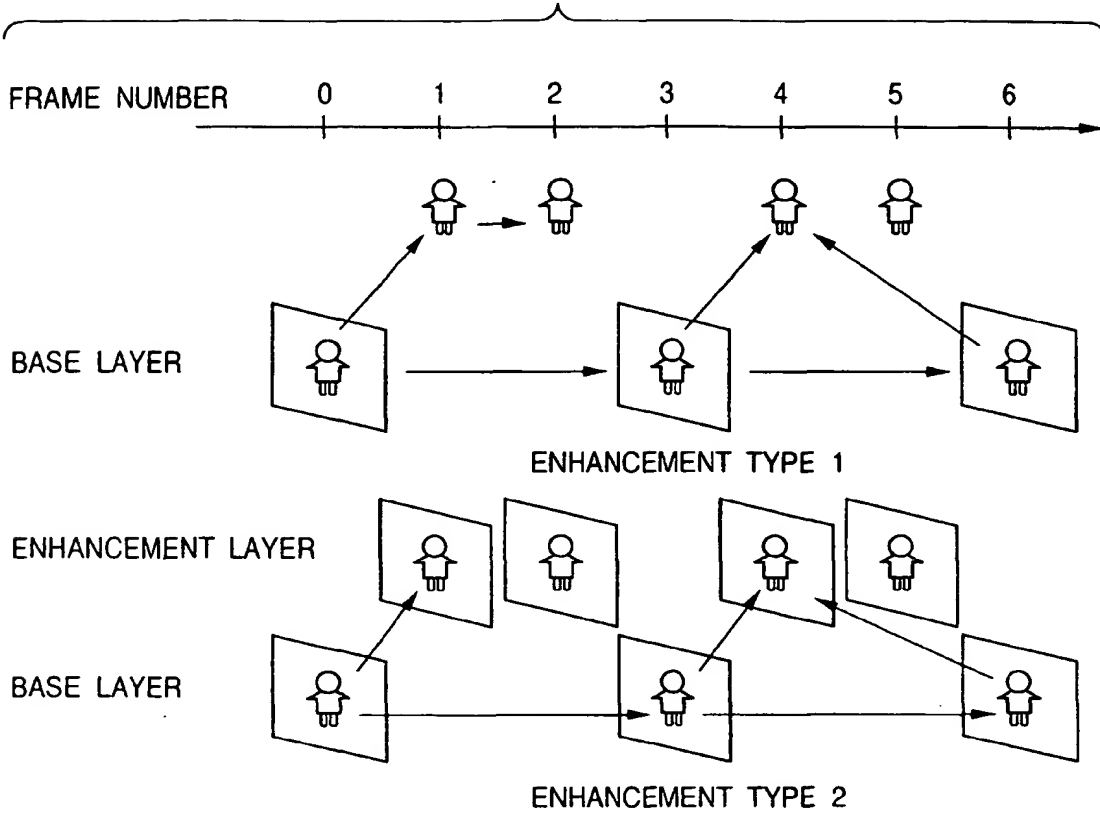 FRAME NUMBER 0 1 2 3 4 5 6
BASE LAYER
ENHANCEMENT TYPE 1
ENHANCEMENT LAYER
BASE LAYER
ENHANCEMENT TYPE 2